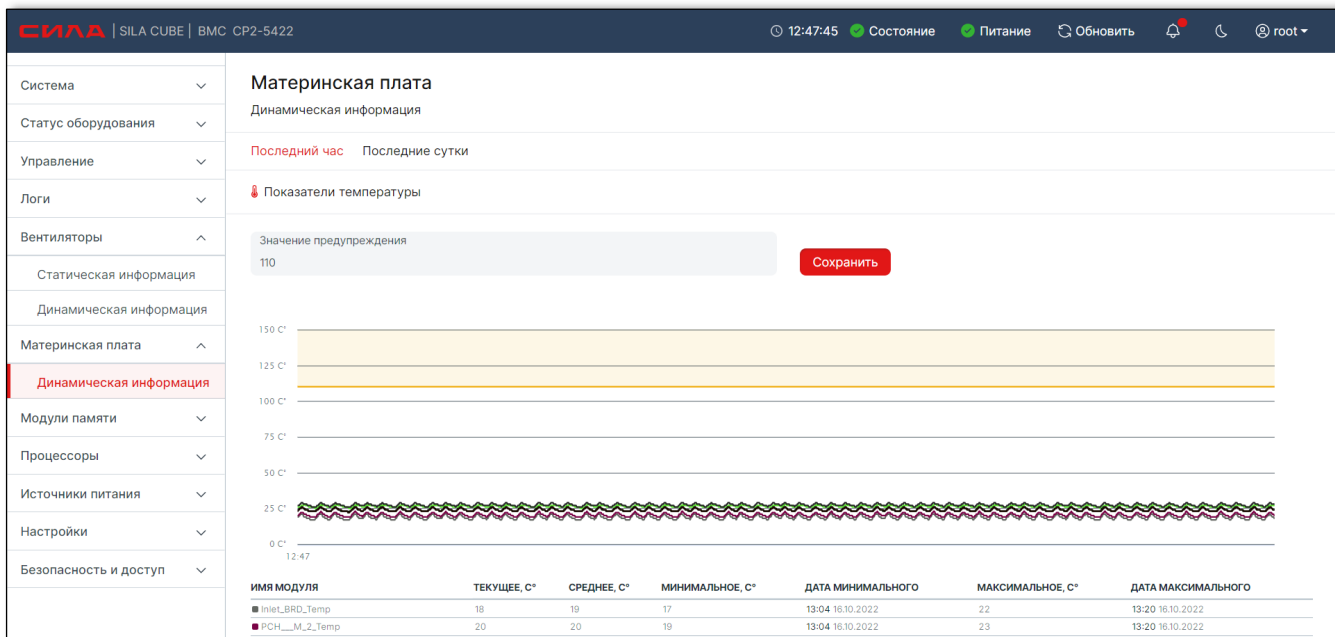 СИЛА | SILA CUBE | BMC CP2-5422
12:47:45 Состояние Питание Обновить root
Система
Статус оборудования
Управление
Логи
Вентиляторы
Статическая информация
Динамическая информация
Материнская плата
Динамическая информация
Модули памяти
Процессоры
Источники питания
Настройки
Безопасность и доступ
Материнская плата
Динамическая информация
Последний час Последние сутки
Показатели температуры
Значение предупреждения
110
Сохранить
150 C°
125 C°
100 C°
75 C°
50 C°
25 C°
0 C°
12:47
ИМЯ МОДУЛЯ ТЕКУЩЕЕ, C° СРЕДНЕЕ, C° МИНИМАЛЬНОЕ, C° ДАТА МИНИМАЛЬНОГО МАКСИМАЛЬНОЕ, C° ДАТА МАКСИМАЛЬНОГО
Inlet_BRD_Temp 18 19 17 13:04 16.10.2022 22 13:20 16.10.2022
PCH___M_2_Temp 20 20 19 13:04 16.10.2022 23 13:20 16.10.2022